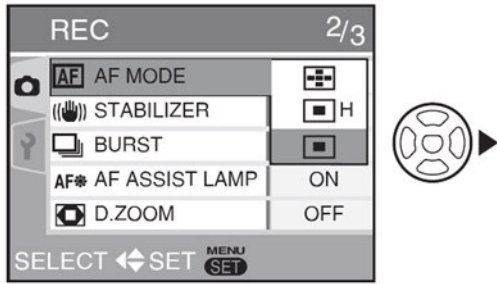 REC 2/3
AF AF MODE
STABILIZER H
BURST
AF AF ASSIST LAMP ON
D.ZOOM OFF
SELECT SET MENU SET